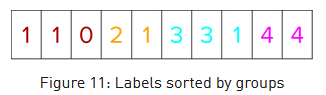 1 1 0 2 1 3 3 1 4 4
Figure 11: Labels sorted by groups